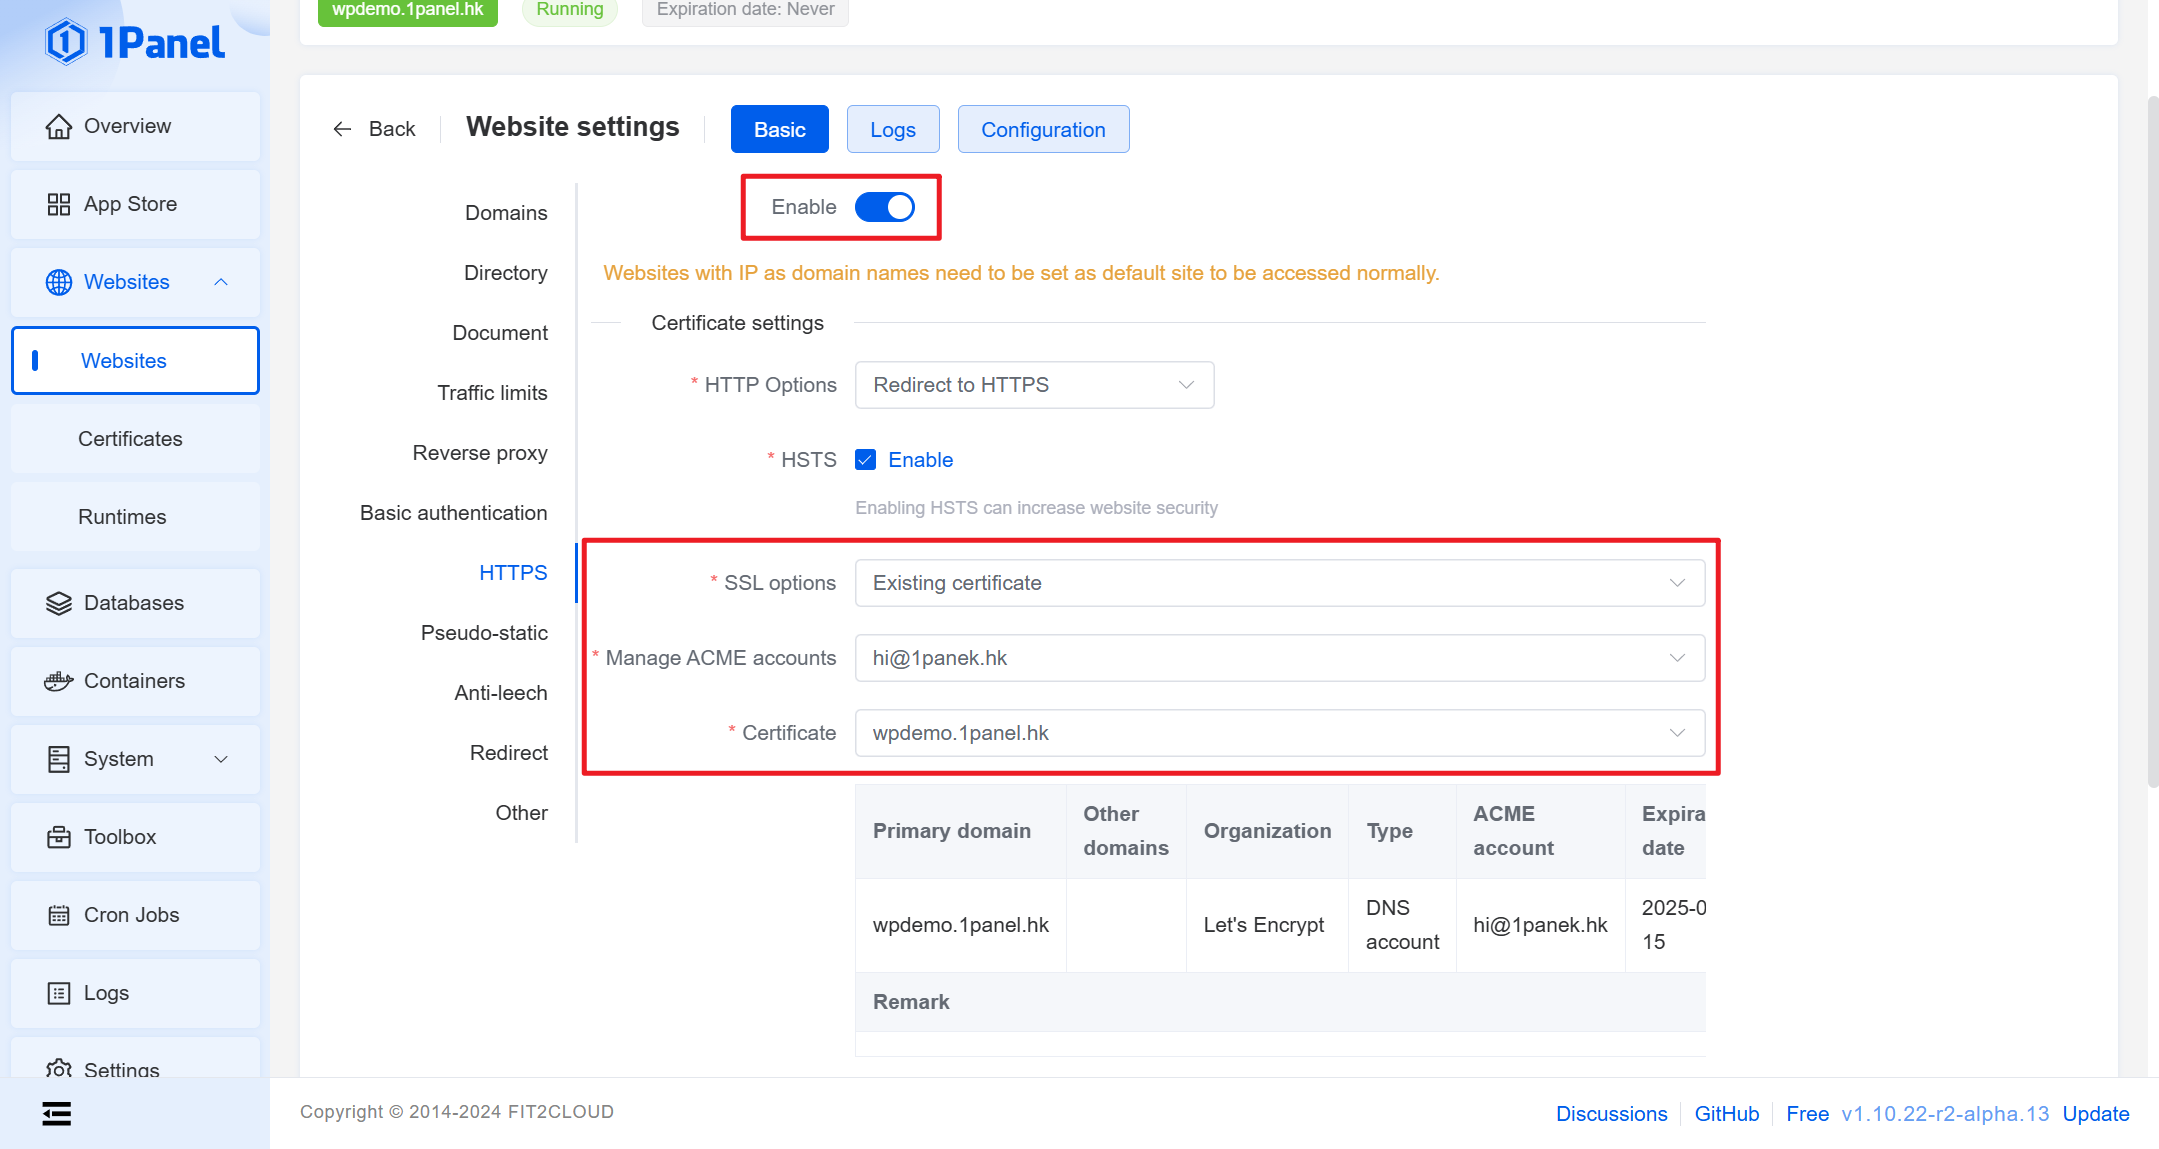 1Panel
Overview
App Store
Websites
Websites
Certificates
Runtimes
Databases
Containers
System
Toolbox
Cron Jobs
Logs
Settings
wpdemo.1panel.hk
Running
Expiration date: Never
Back
Website settings
Basic
Logs
Configuration
Domains
Directory
Document
Traffic limits
Reverse proxy
Basic authentication
HTTPS
Pseudo-static
Anti-leech
Redirect
Other
Enable
Websites with IP as domain names need to be set as default site to be accessed normally.
Certificate settings
* HTTP Options
Redirect to HTTPS
* HSTS
Enable
Enabling HSTS can increase website security
* SSL options
Existing certificate
* Manage ACME accounts
hi@1panek.hk
* Certificate
wpdemo.1panel.hk
Primary domain
Other
domains
Organization
Type
ACME
account
Expira
date
wpdemo.1panel.hk
Let's Encrypt
DNS
account
hi@1panek.hk
2025-0
15
Remark
Copyright © 2014-2024 FIT2CLOUD
Discussions
GitHub
Free
v1.10.22-r2-alpha.13
Update